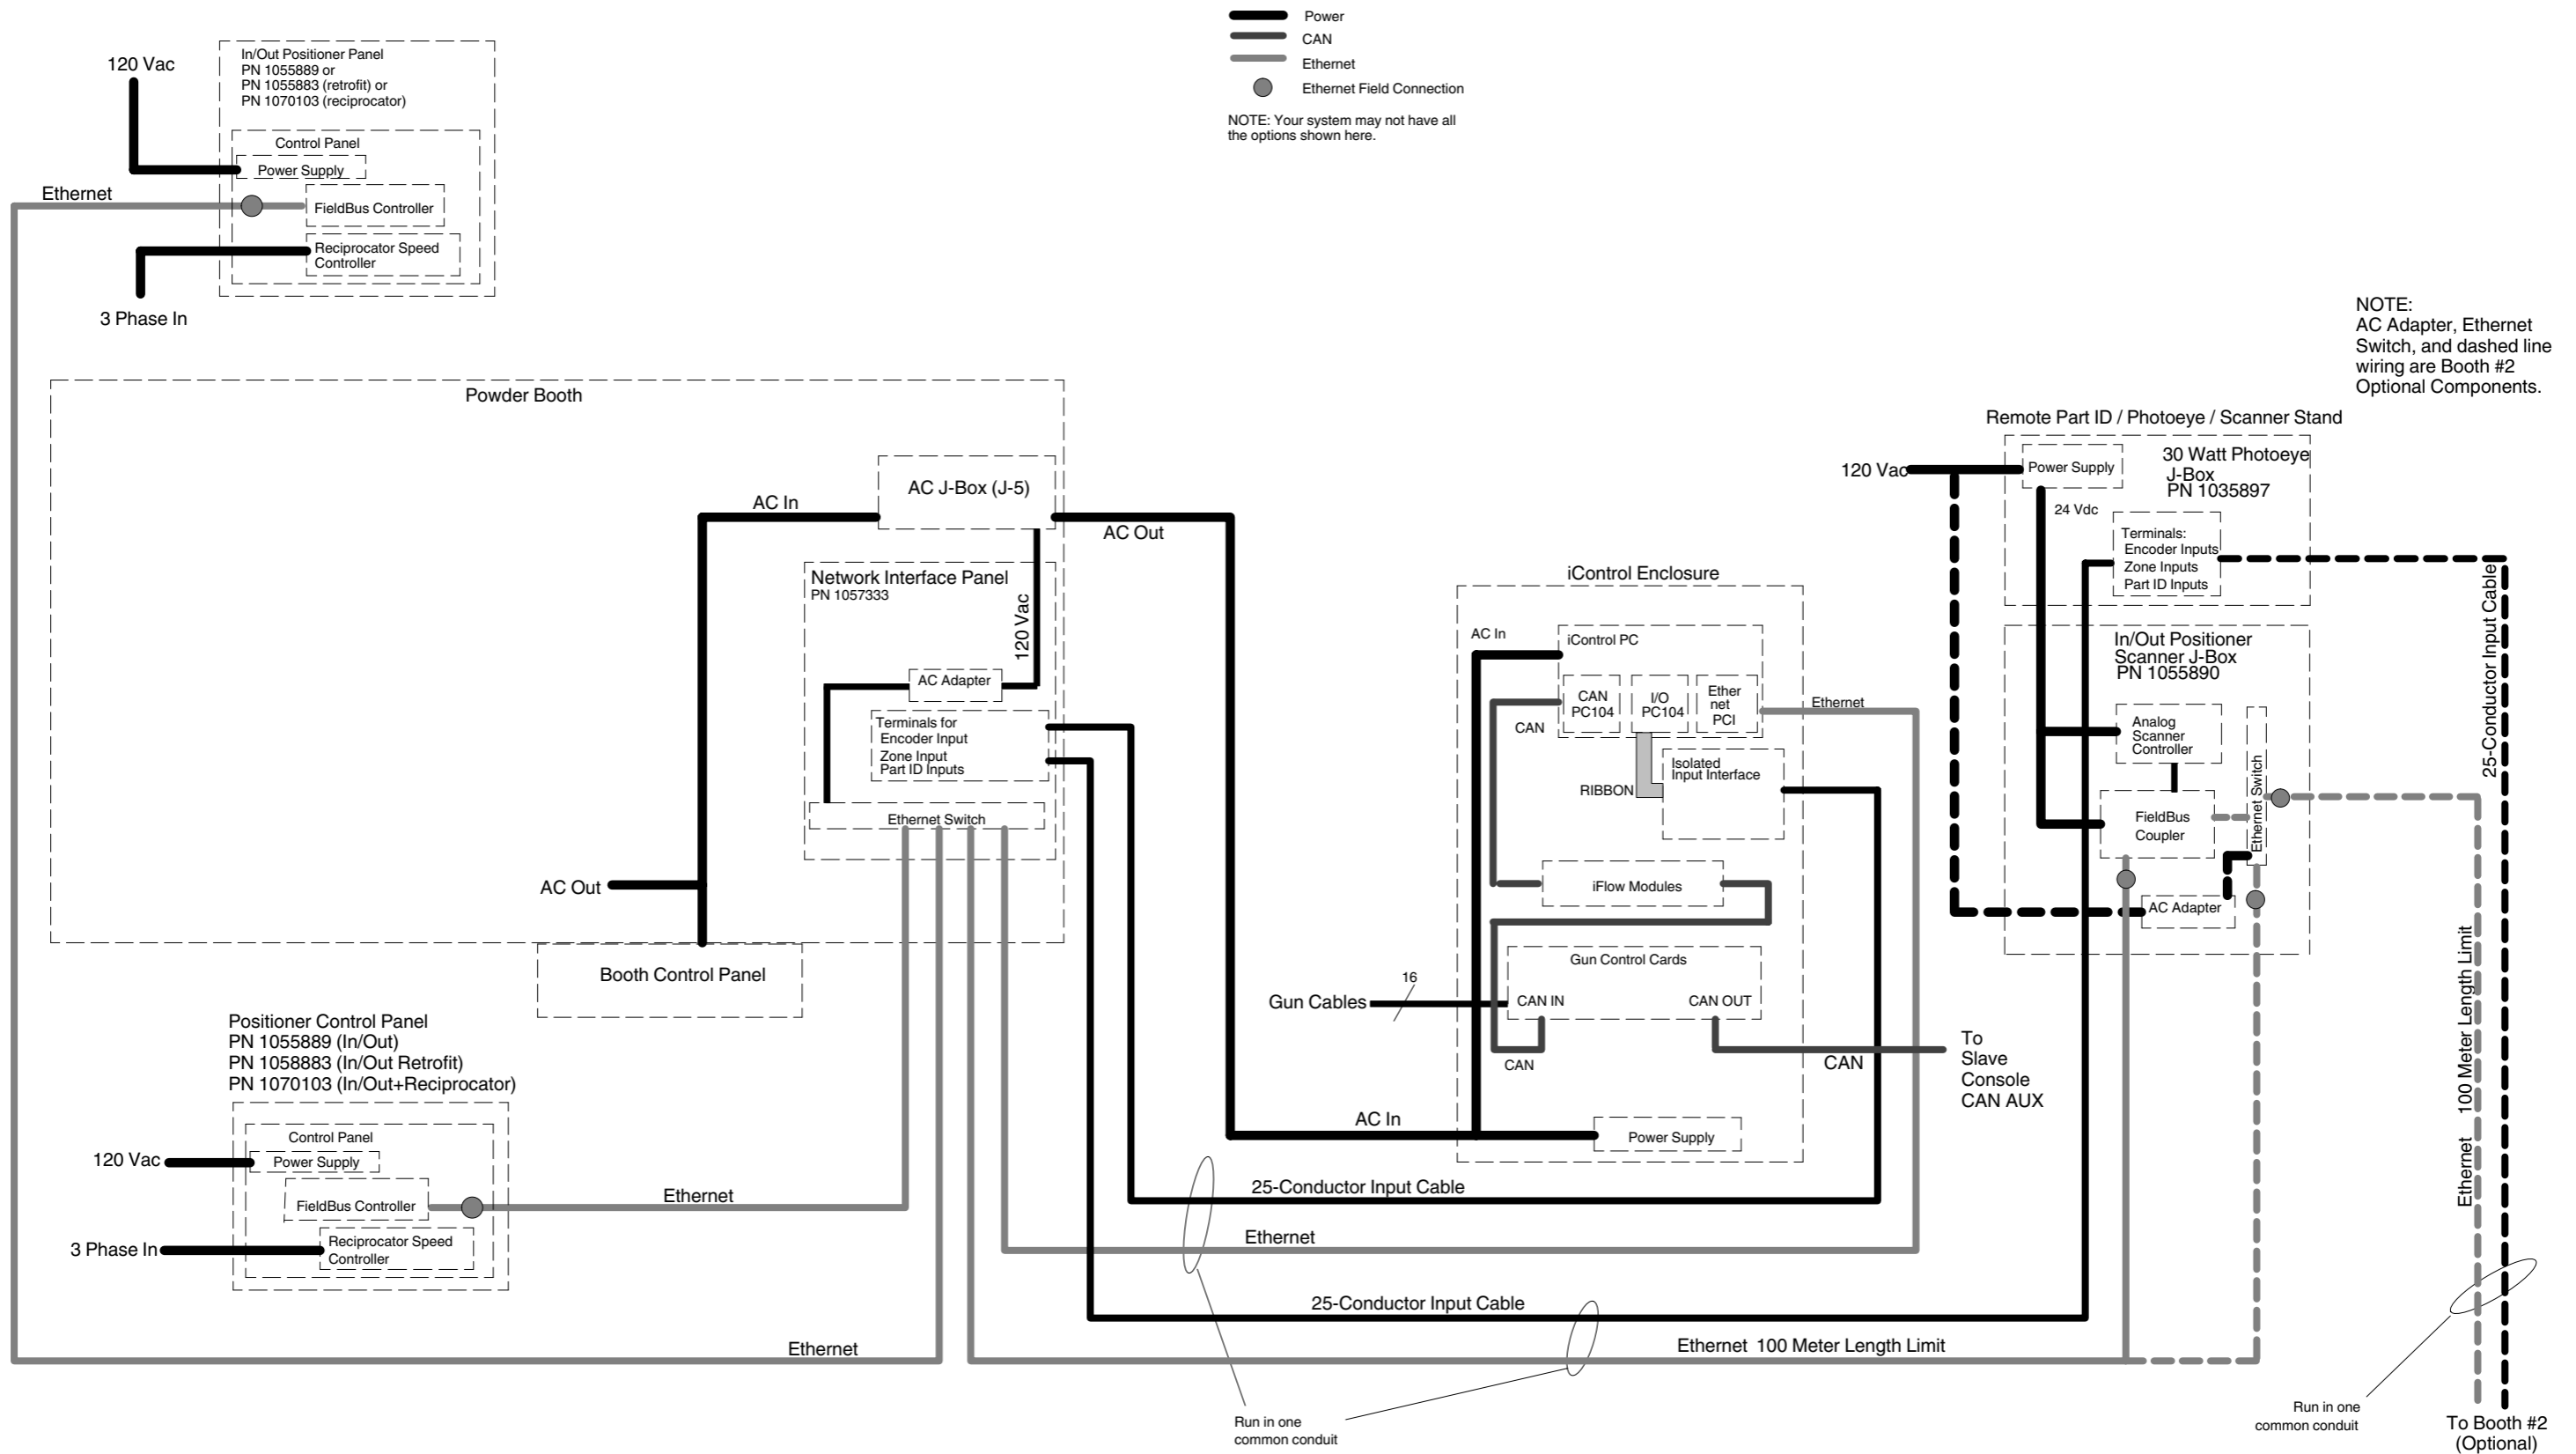 Power
CAN
Ethernet
Ethernet Field Connection
NOTE: Your system may not have all
the options shown here.
120 Vac
In/Out Positioner Panel
PN 1055889 or
PN 1055883 (retrofit) or
PN 1070103 (reciprocator)
Control Panel
Power Supply
Ethernet
FieldBus Controller
Reciprocator Speed
Controller
3 Phase In
NOTE:
AC Adapter, Ethernet
Switch, and dashed line
wiring are Booth #2
Optional Components.
Powder Booth
AC J-Box (J-5)
AC In
AC Out
Network Interface Panel
PN 1057333
120 Vac
AC Adapter
Terminals for
Encoder Input
Zone Input
Part ID Inputs
Ethernet Switch
AC Out
Booth Control Panel
iControl Enclosure
AC In
iControl PC
CAN
PC104
I/O
PC104
Ether
net
PCI
Ethernet
CAN
Isolated
Input Interface
RIBBON
iFlow Modules
Gun Control Cards
16
Gun Cables
CAN IN
CAN OUT
CAN
CAN
To
Slave
Console
CAN AUX
AC In
Power Supply
Remote Part ID / Photoeye / Scanner Stand
120 Vac
Power Supply
30 Watt Photoeye
J-Box
PN 1035897
24 Vdc
Terminals:
Encoder Inputs
Zone Inputs
Part ID Inputs
25-Conductor Input Cable
In/Out Positioner
Scanner J-Box
PN 1055890
Analog
Scanner
Controller
Ethernet Switch
FieldBus
Coupler
AC Adapter
Ethernet 100 Meter Length Limit
Positioner Control Panel
PN 1055889 (In/Out)
PN 1058883 (In/Out Retrofit)
PN 1070103 (In/Out+Reciprocator)
Control Panel
120 Vac
Power Supply
FieldBus Controller
Ethernet
3 Phase In
Reciprocator Speed
Controller
25-Conductor Input Cable
Ethernet
25-Conductor Input Cable
Ethernet
Ethernet 100 Meter Length Limit
Run in one
common conduit
Run in one
common conduit
To Booth #2
(Optional)